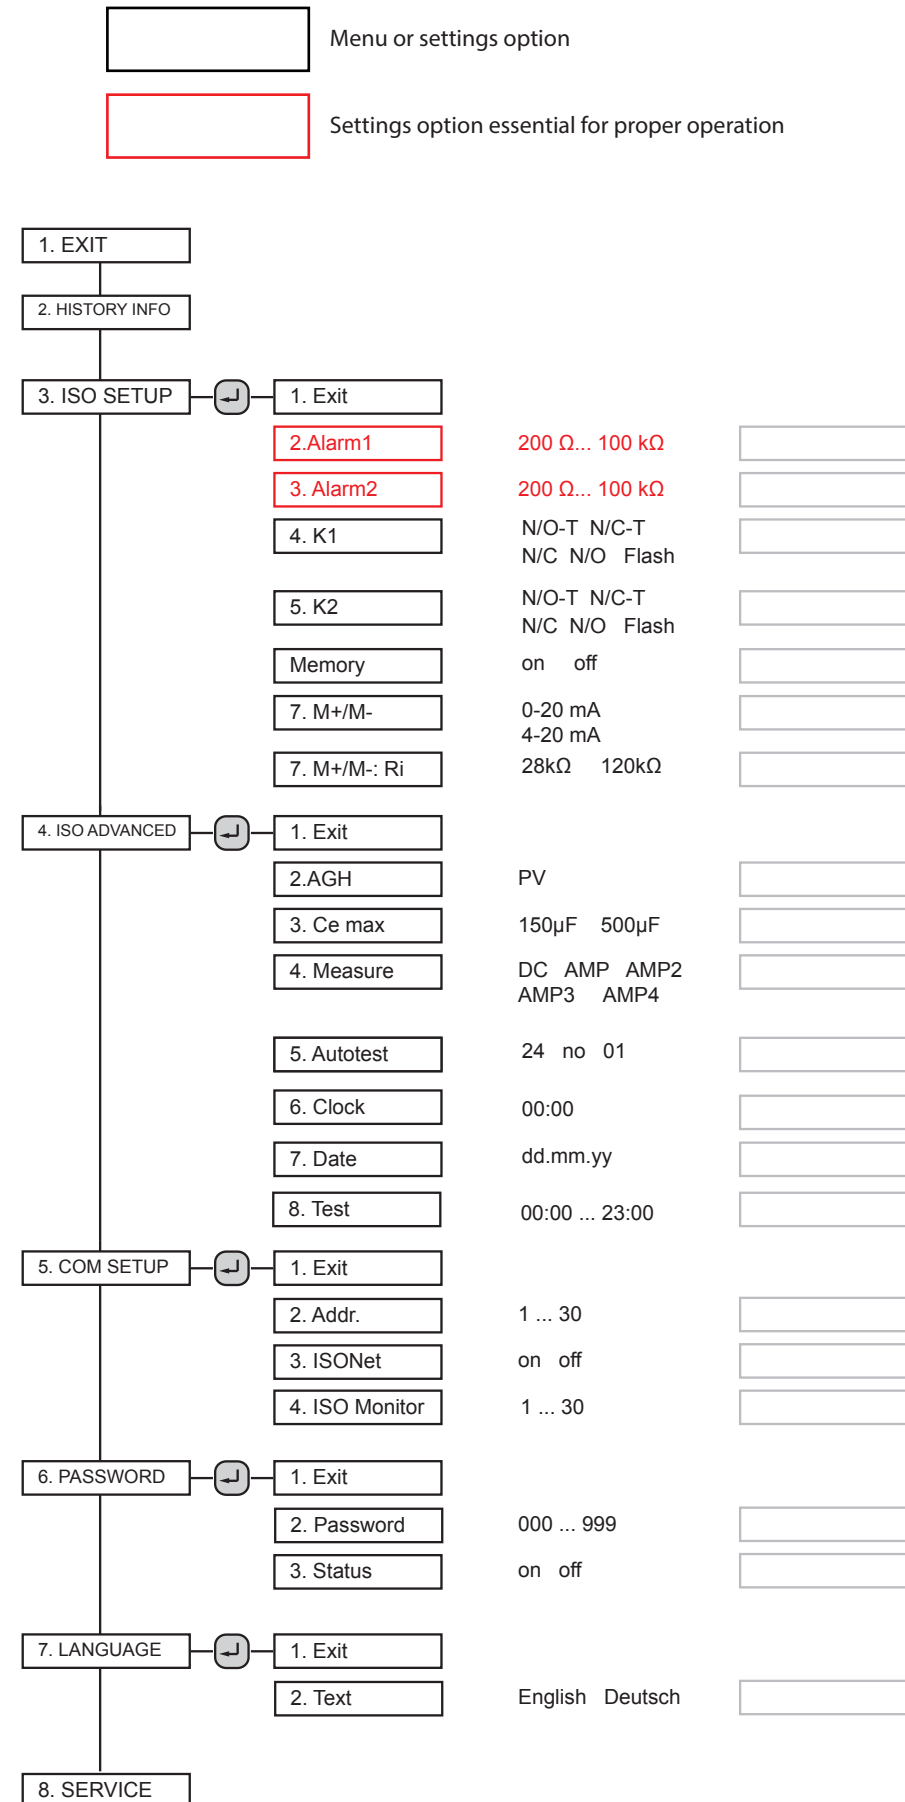 Menu or settings option
Settings option essential for proper operation
1. EXIT
2. HISTORY INFO
3. ISO SETUP
1. Exit
2.Alarm1
200 Ω... 100 kΩ
3. Alarm2
200 Ω... 100 kΩ
4. K1
N/O-T N/C-T
N/C N/O Flash
5. K2
N/O-T N/C-T
N/C N/O Flash
Memory
on off
7. M+/M-
0-20 mA
4-20 mA
7. M+/M-: Ri
28kΩ 120kΩ
4. ISO ADVANCED
1. Exit
2.AGH
PV
3. Ce max
150µF 500µF
4. Measure
DC AMP AMP2
AMP3 AMP4
5. Autotest
24 no 01
6. Clock
00:00
7. Date
dd.mm.yy
8. Test
00:00 ... 23:00
5. COM SETUP
1. Exit
2. Addr.
1 ... 30
3. ISONet
on off
4. ISO Monitor
1 ... 30
6. PASSWORD
1. Exit
2. Password
000 ... 999
3. Status
on off
7. LANGUAGE
1. Exit
2. Text
English Deutsch
8. SERVICE